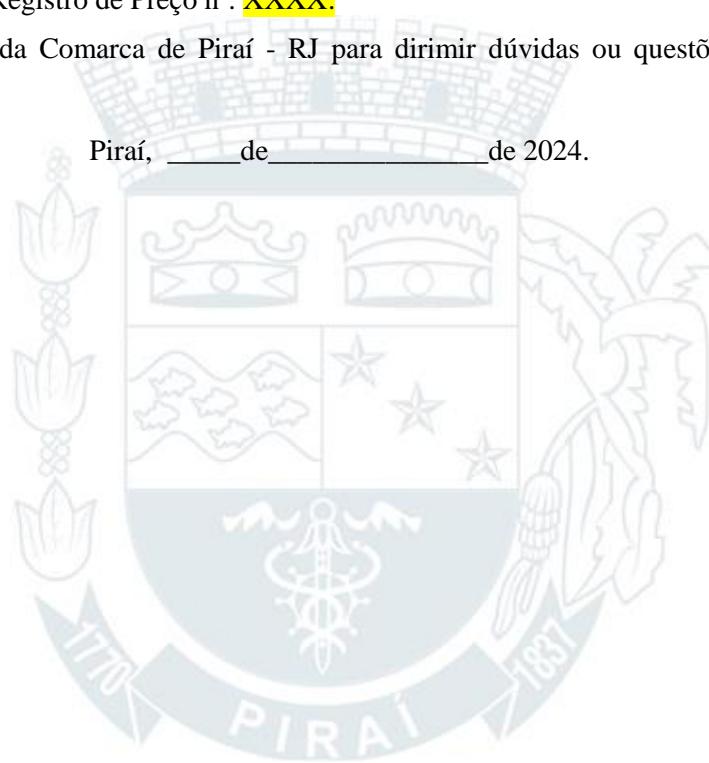 Registro de Preço nº. XXXX.
da Comarca de Piraí - RJ para dirimir dúvidas ou questõ
Piraí, _____de_______________de 2024.
1770
PIRAÍ
1837